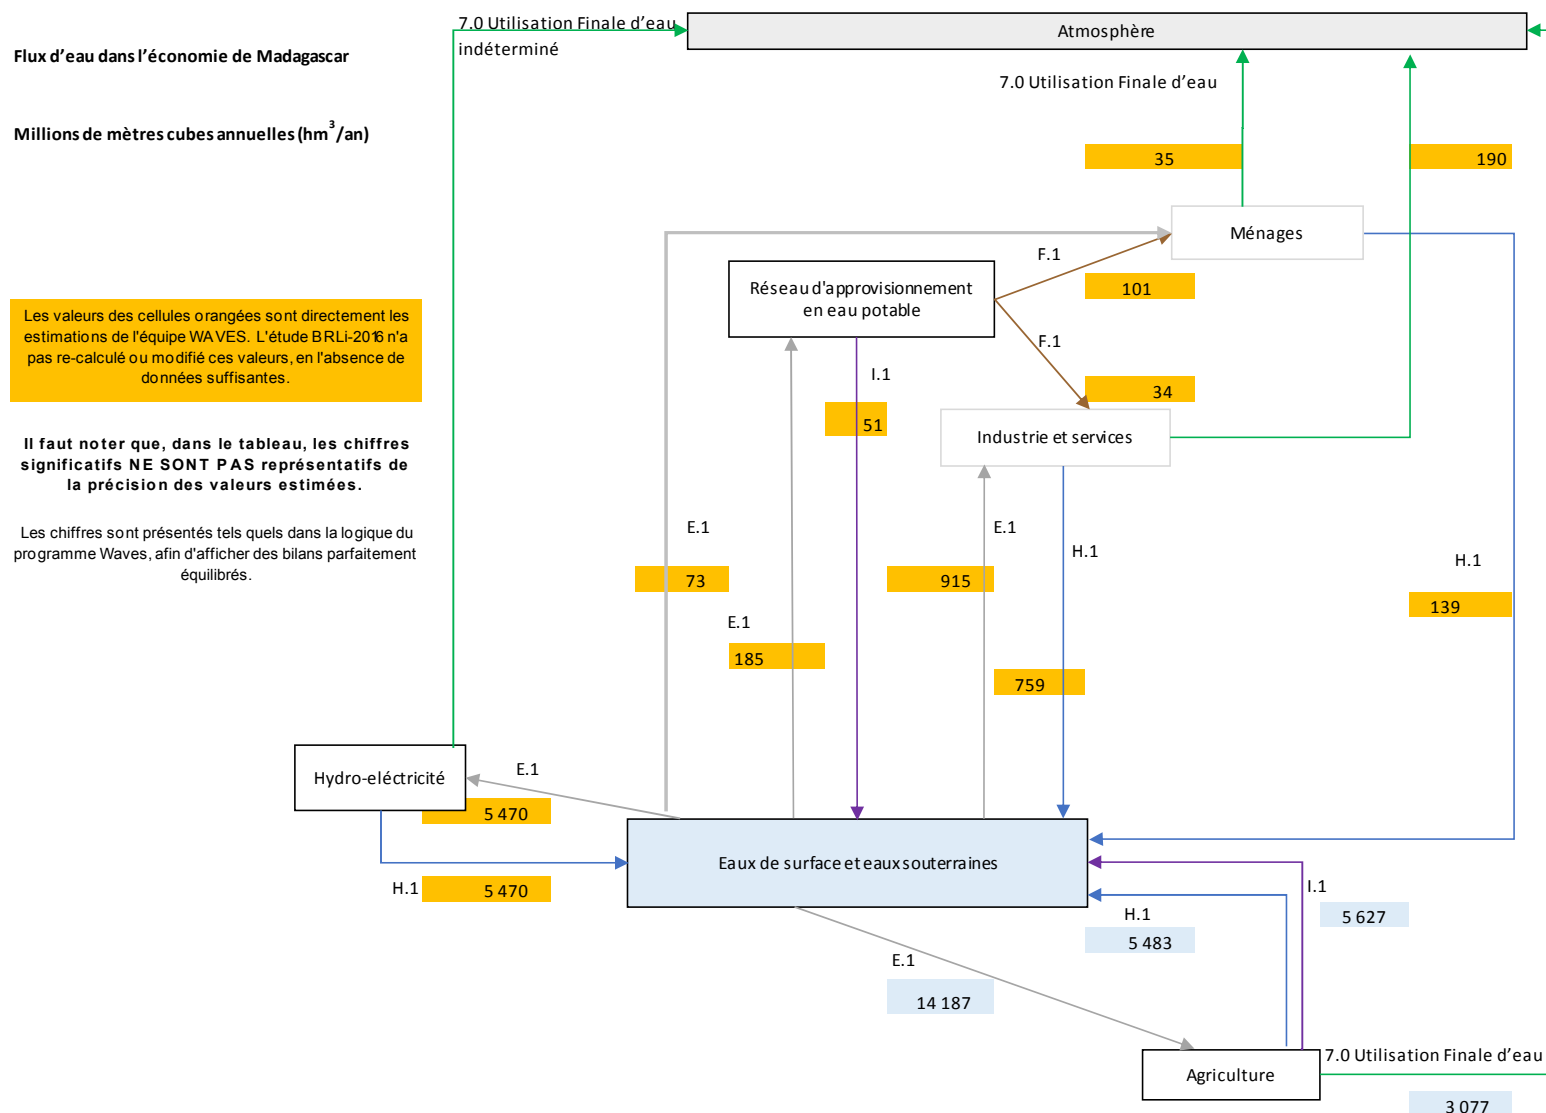 7.0 Utilisation Finale d'eau
indéterminé
Atmosphère
Flux d'eau dans l'économie de Madagascar
7.0 Utilisation Finale d'eau
Millions de mètres cubes annuelles (hm³/an)
35
190
Ménages
F.1
Réseau d'approvisionnement
en eau potable
101
Les valeurs des cellules orangées sont directement les
estimations de l'équipe WAVES. L'étude BRLi-2016 n'a
pas re-calculé ou modifié ces valeurs, en l'absence de
données suffisantes.
F.1
I.1
34
51
Industrie et services
Il faut noter que, dans le tableau, les chiffres
significatifs NE SONT PAS représentatifs de
la précision des valeurs estimées.
Les chiffres sont présentés tels quels dans la logique du
programme Waves, afin d'afficher des bilans parfaitement
équilibrés.
E.1
E.1
H.1
H.1
73
915
139
E.1
185
759
Hydro-eléctricité
E.1
5 470
Eaux de surface et eaux souterraines
H.1
5 470
I.1
5 627
H.1
5 483
E.1
14 187
7.0 Utilisation Finale d'eau
Agriculture
3 077